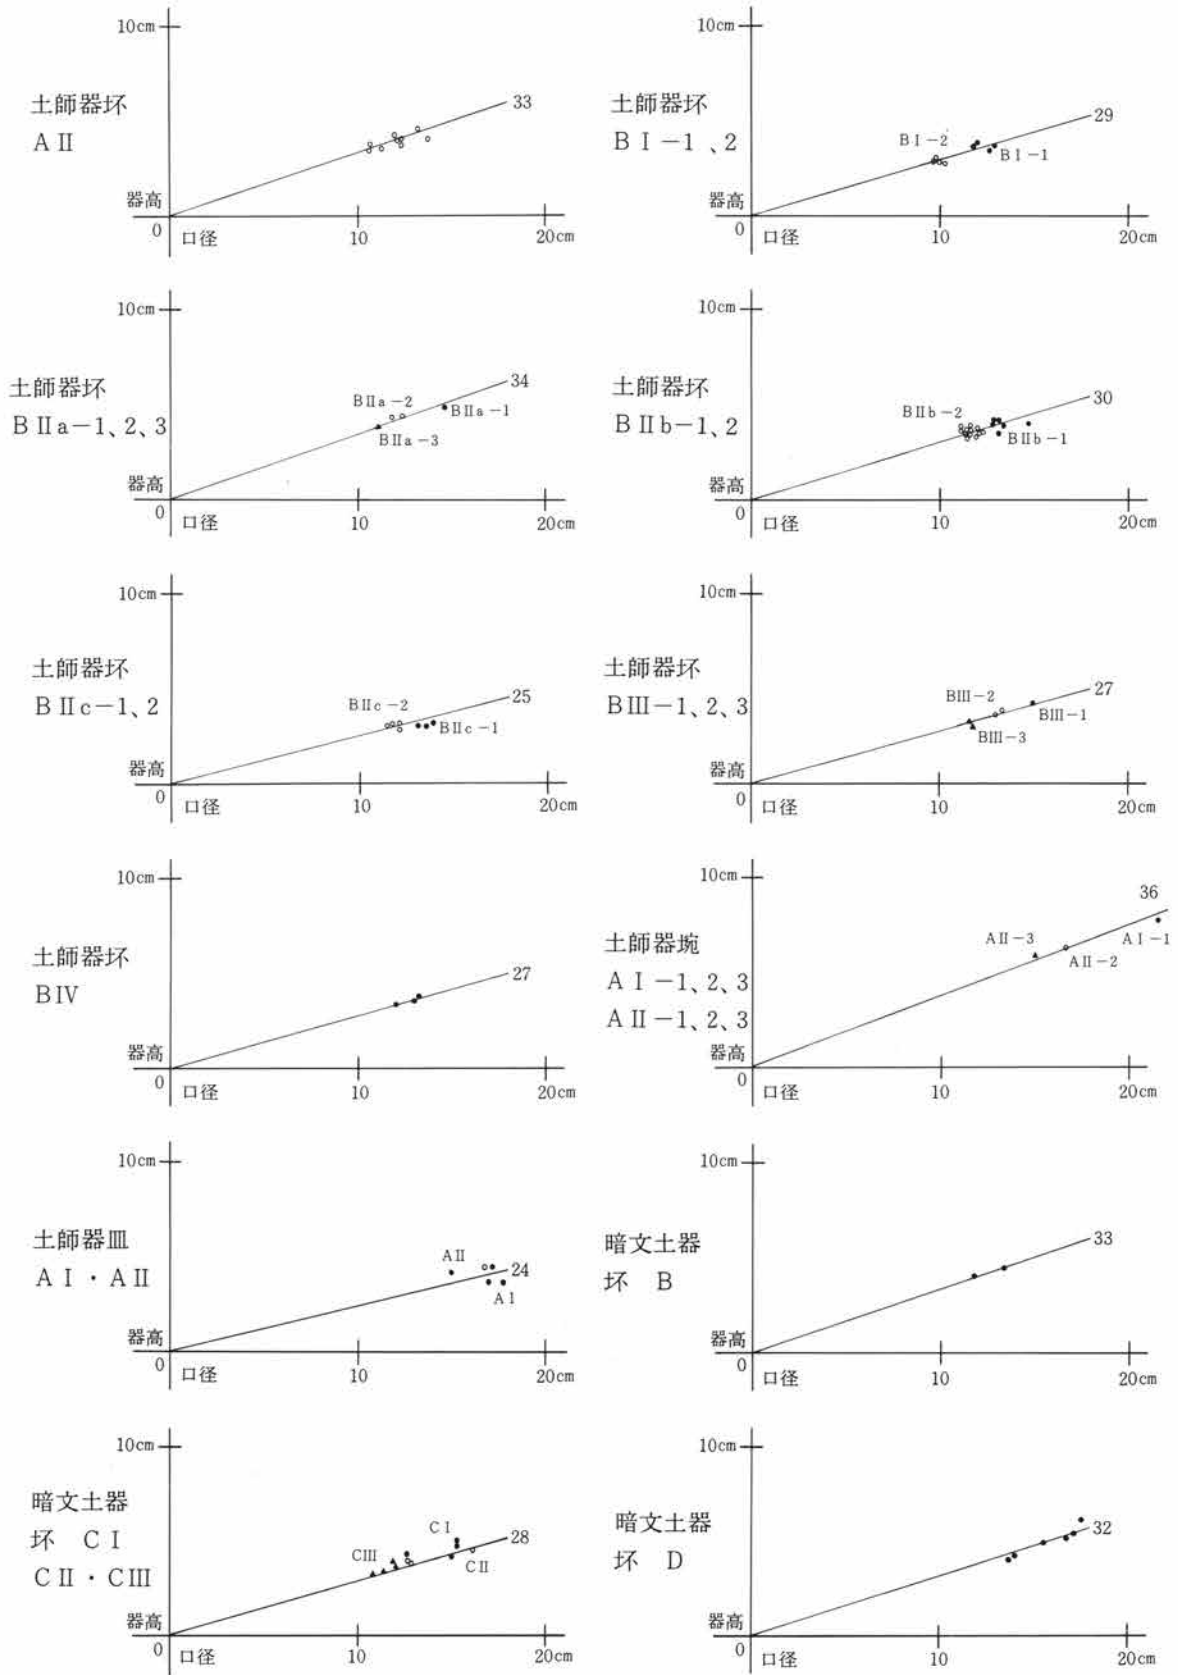 10cm
土師器坏
AⅡ
33
器高
0
口径
10
20cm
10cm
土師器坏
BⅠ-1、2
BⅠ-2
BⅠ-1
29
器高
0
口径
10
20cm
10cm
土師器坏
BⅡa-1、2、3
BⅡa-2
BⅡa-1
BⅡa-3
34
器高
0
口径
10
20cm
10cm
土師器坏
BⅡb-1、2
BⅡb-2
BⅡb-1
30
器高
0
口径
10
20cm
10cm
土師器坏
BⅡc-1、2
BⅡc-2
BⅡc-1
25
器高
0
口径
10
20cm
10cm
土師器坏
BⅢ-1、2、3
BⅢ-2
BⅢ-1
BⅢ-3
27
器高
0
口径
10
20cm
10cm
土師器坏
BⅣ
27
器高
0
口径
10
20cm
10cm
土師器埦
AⅠ-1、2、3
AⅡ-1、2、3
36
AⅡ-3
AⅡ-2
AⅠ-1
器高
0
口径
10
20cm
10cm
土師器皿
AⅠ・AⅡ
AⅡ
24
AⅠ
器高
0
口径
10
20cm
10cm
暗文土器
坏 B
33
器高
0
口径
10
20cm
10cm
暗文土器
坏 CⅠ
CⅡ・CⅢ
CⅠ
CⅢ
CⅡ
28
器高
0
口径
10
20cm
10cm
暗文土器
坏 D
32
器高
0
口径
10
20cm